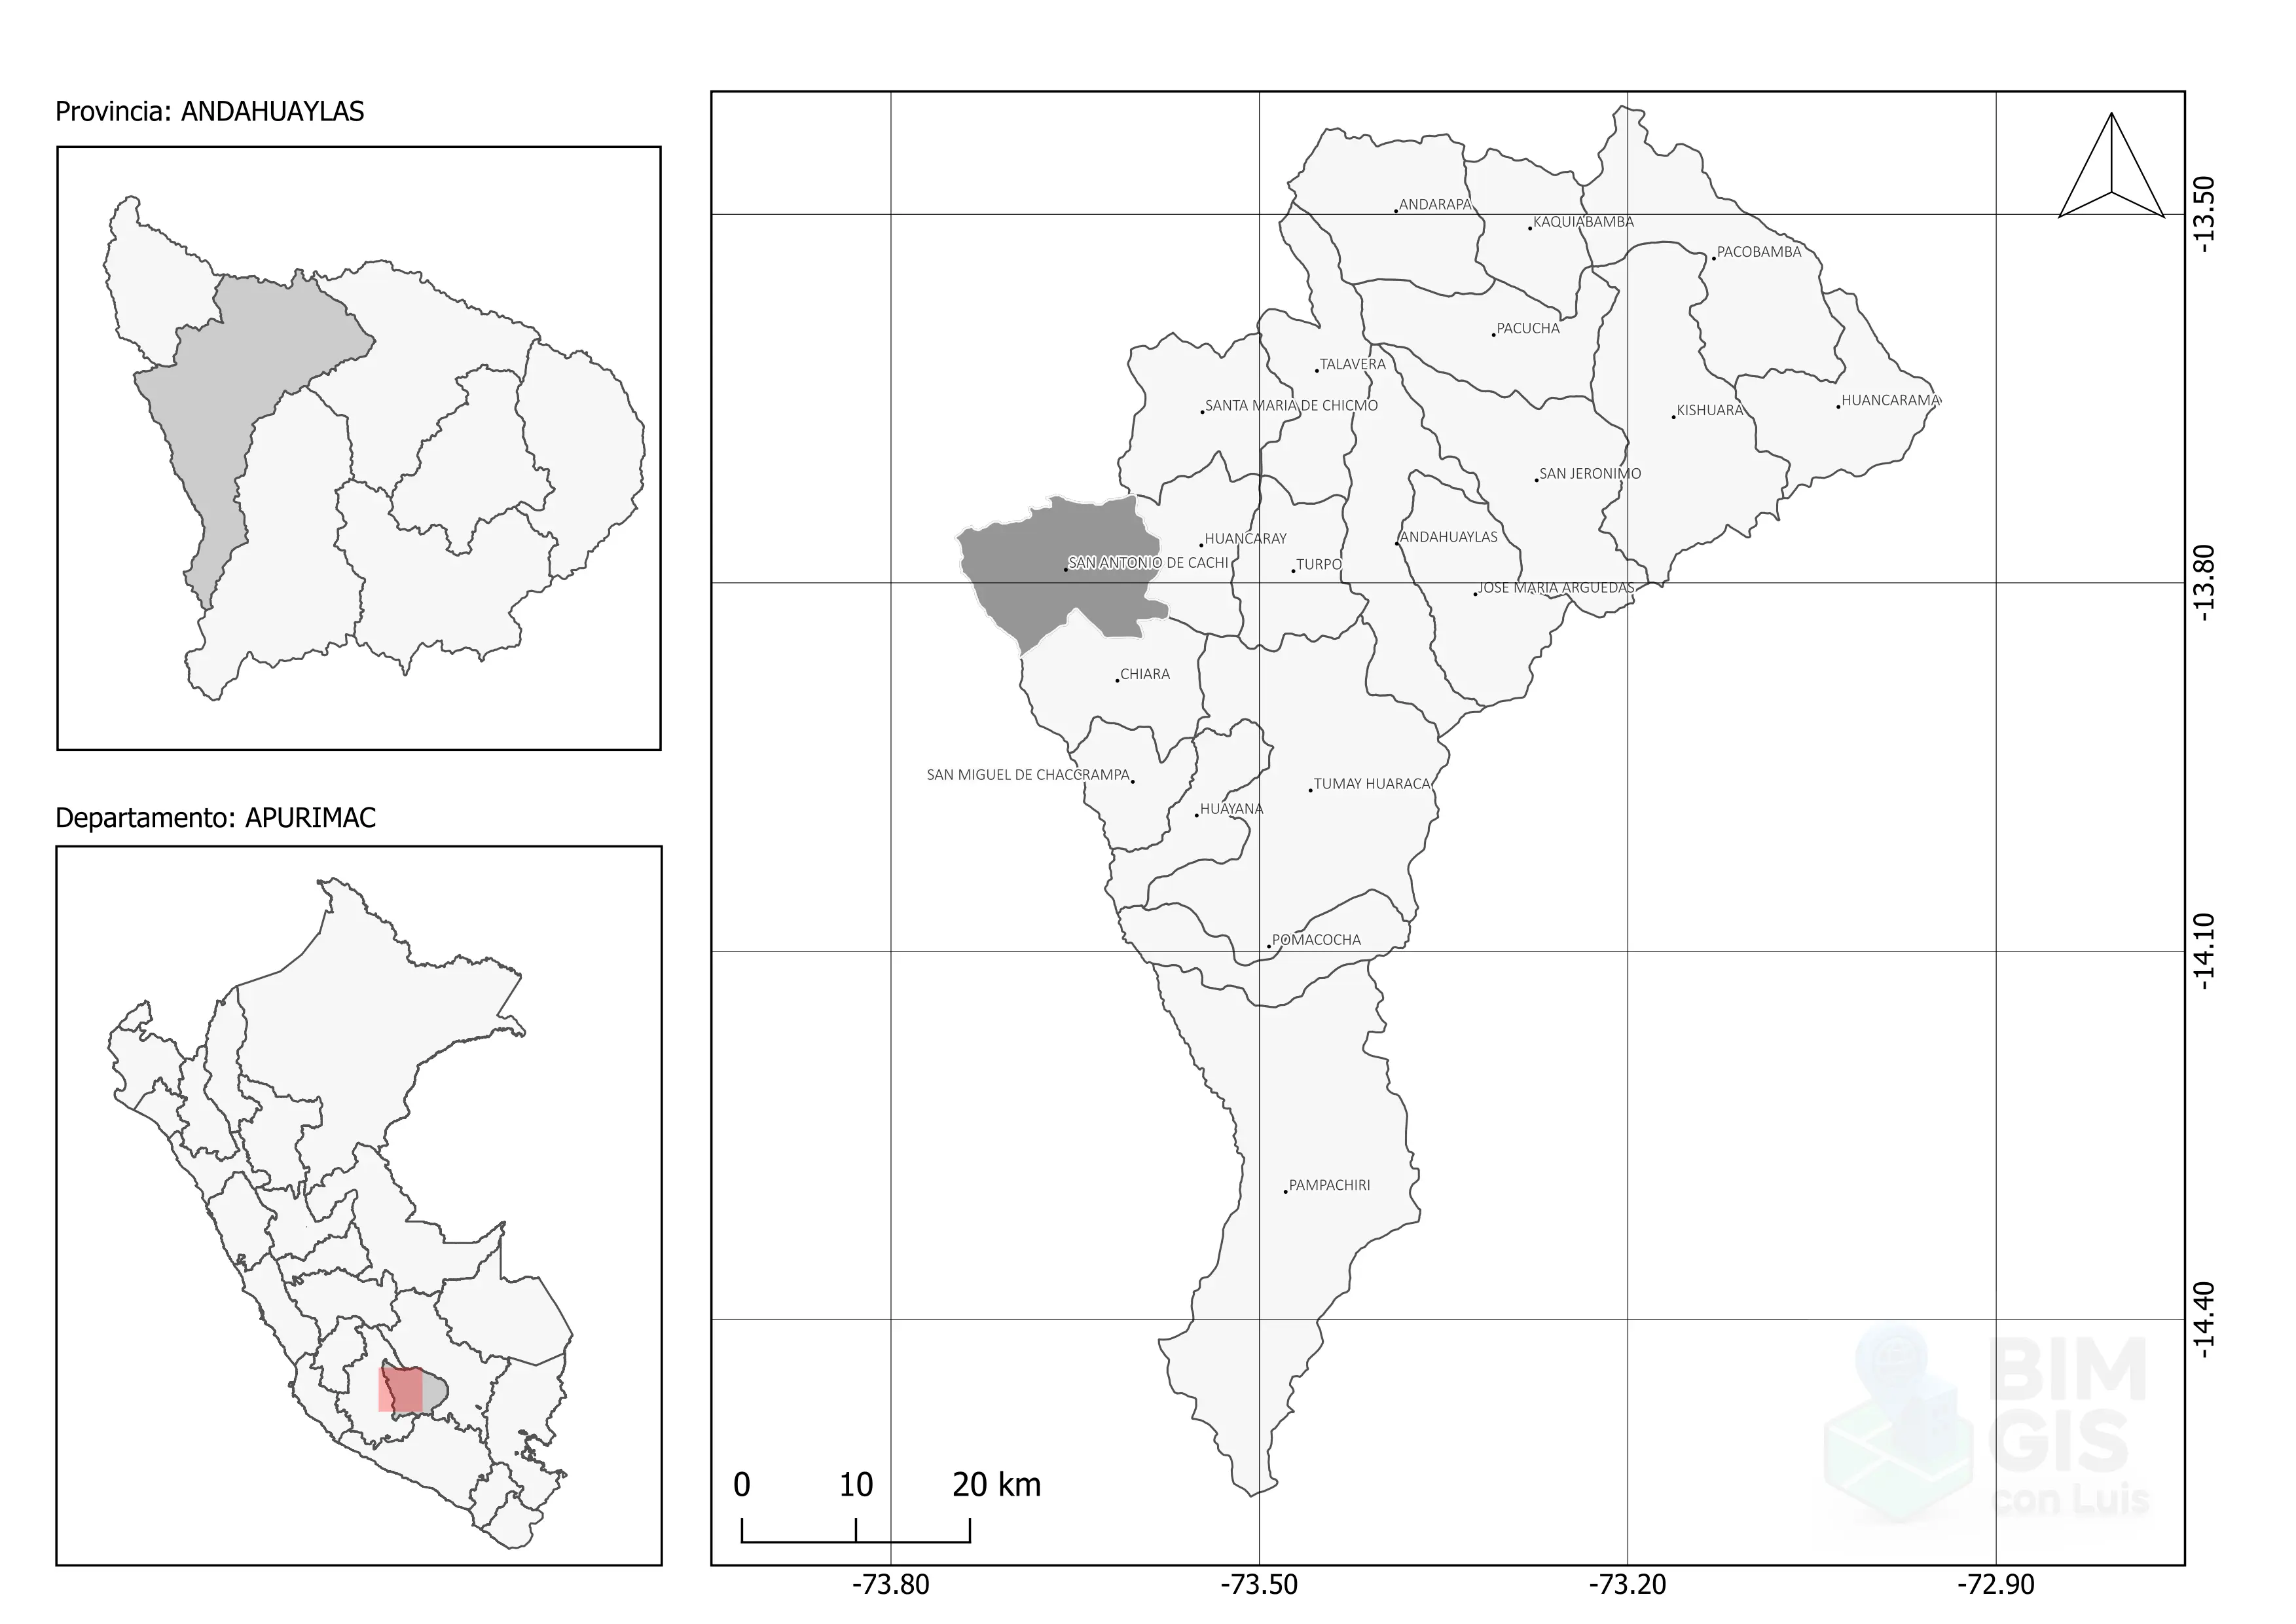 Provincia: ANDAHUAYLAS
Departamento: APURIMAC
ANDARAPA
KAQUIABAMBA
PACOBAMBA
PACUCHA
TALAVERA
SANTA MARIA DE CHICMO
KISHUARA
HUANCARAMA
SAN JERONIMO
HUANCARAY
ANDAHUAYLAS
SAN ANTONIO DE CACHI
TURPO
JOSE MARIA ARGUEDAS
CHIARA
SAN MIGUEL DE CHACCRAMPA
TUMAY HUARACA
HUAYANA
POMACOCHA
PAMPACHIRI
-13.50
-13.80
-14.10
-14.40
BIM
GIS
con Luis
0 10 20 km
-73.80 -73.50 -73.20 -72.90